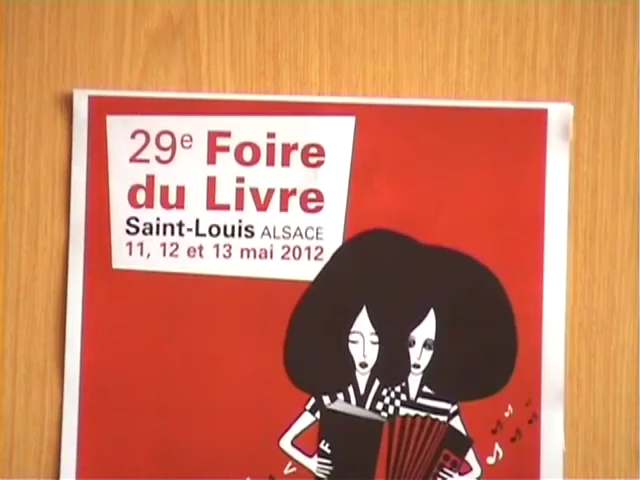 29e Foire
du Livre
Saint-Louis ALSACE
11, 12 et 13 mai 2012